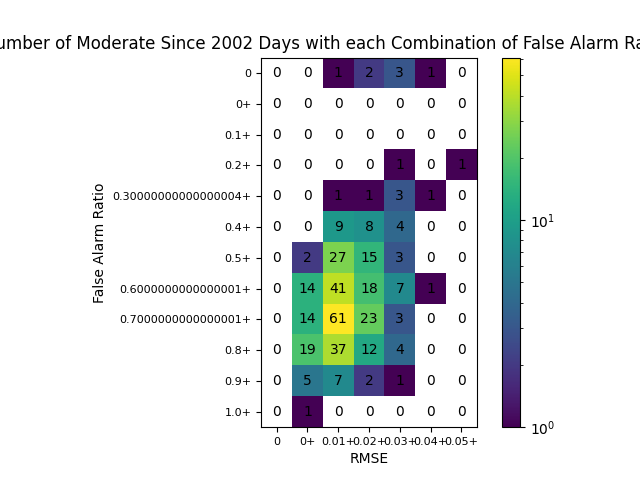 of Moderate Since 2002 Days with each Combination of False Alarm
0 0 0 1 2 3 1 0
0+ 0 0 0 0 0 0 0
0.1+ 0 0 0 0 0 0 0
0.2+ 0 0 0 0 1 0 1
0.30000000000000004+ 0 0 1 1 3 1 0
0.4+ 0 0 9 8 4 0 0
0.5+ 0 2 27 15 3 0 0
0.6000000000000001+ 0 14 41 18 7 1 0
0.7000000000000001+ 0 14 61 23 3 0 0
0.8+ 0 19 37 12 4 0 0
0.9+ 0 5 7 2 1 0 0
1.0+ 0 1 0 0 0 0 0
0 0+ 0.01+ 0.02+ 0.03+ 0.04+ 0.05+
RMSE
False Alarm Ratio
10¹
10⁰